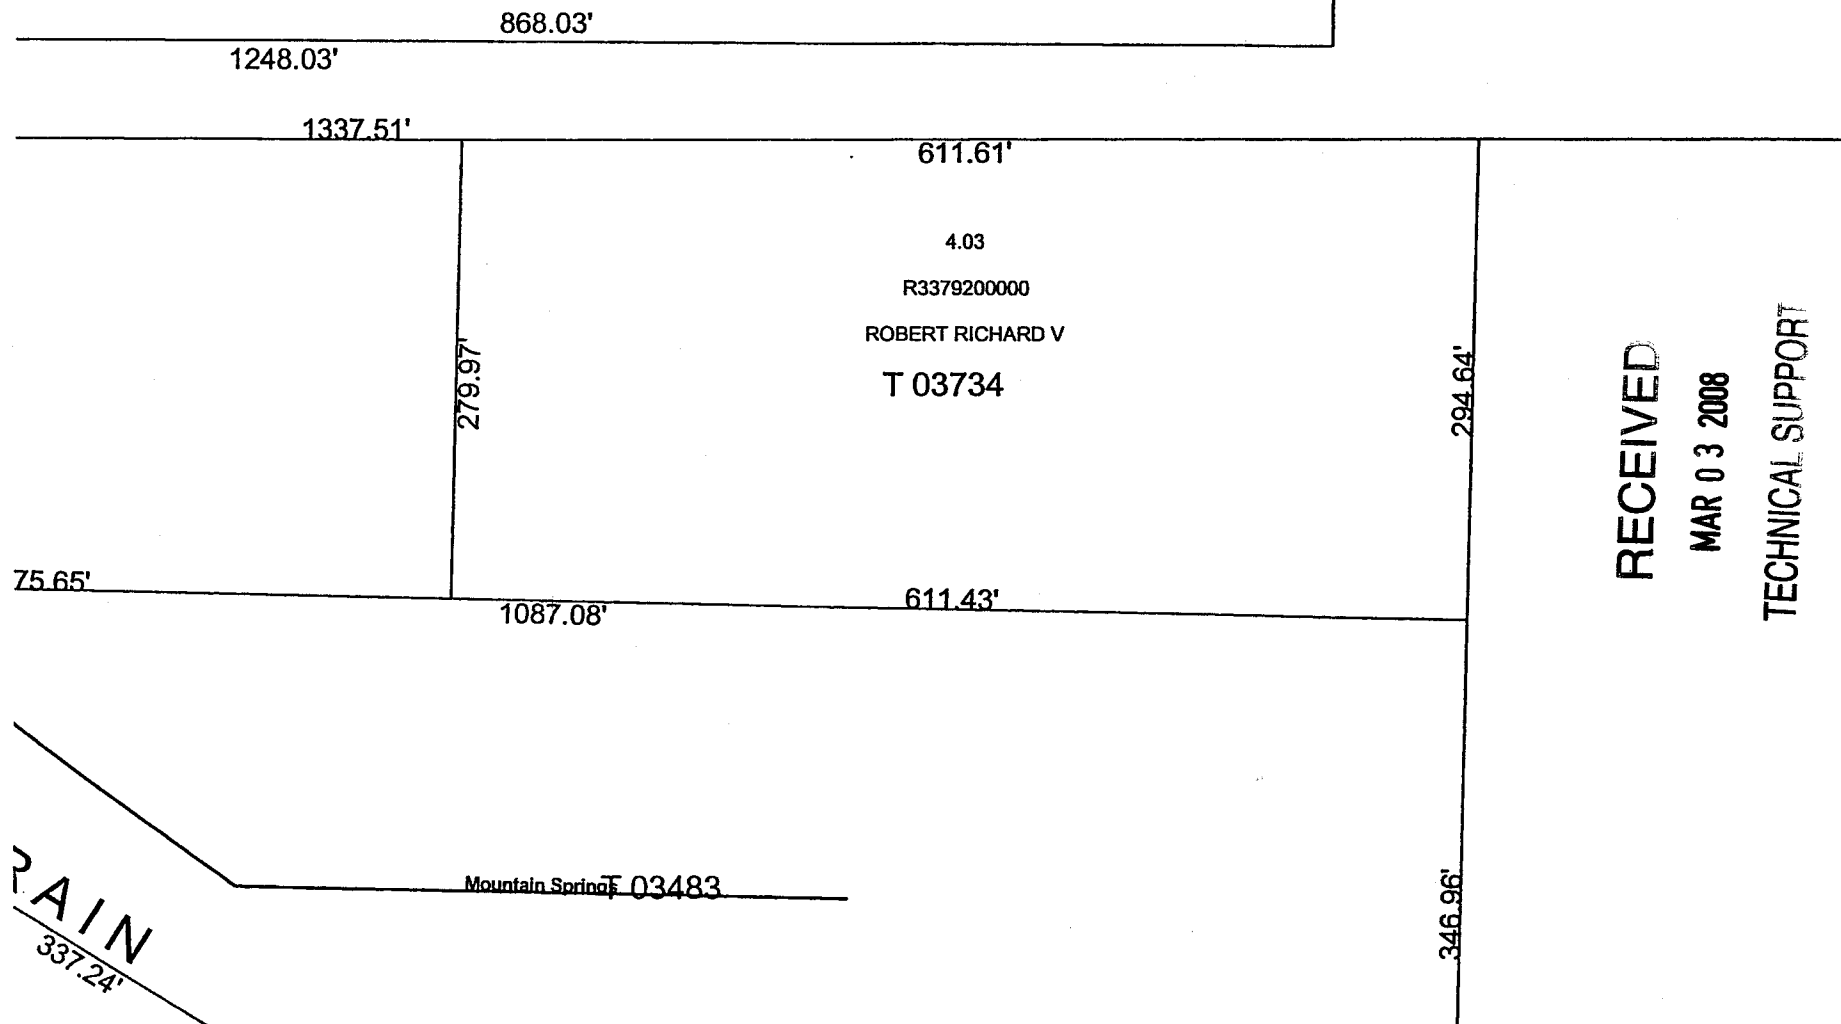 868.03'
1248.03'
1337.51'
611.61'
4.03
R3379200000
ROBERT RICHARD V
T 03734
279.97'
294.64'
RECEIVED
MAR 03 2008
TECHNICAL SUPPORT
75.65'
1087.08'
611.43'
Mountain Springs
T 03483
346.96'
RAIN
337.24'